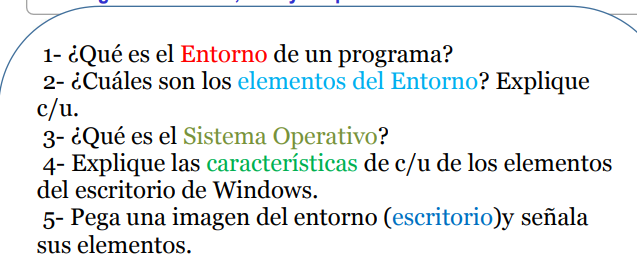 1- ¿Qué es el Entorno de un programa?
2- ¿Cuáles son los elementos del Entorno? Explique
c/u.
3- ¿Qué es el Sistema Operativo?
4- Explique las características de c/u de los elementos
del escritorio de Windows.
5- Pega una imagen del entorno (escritorio)y señala
sus elementos.